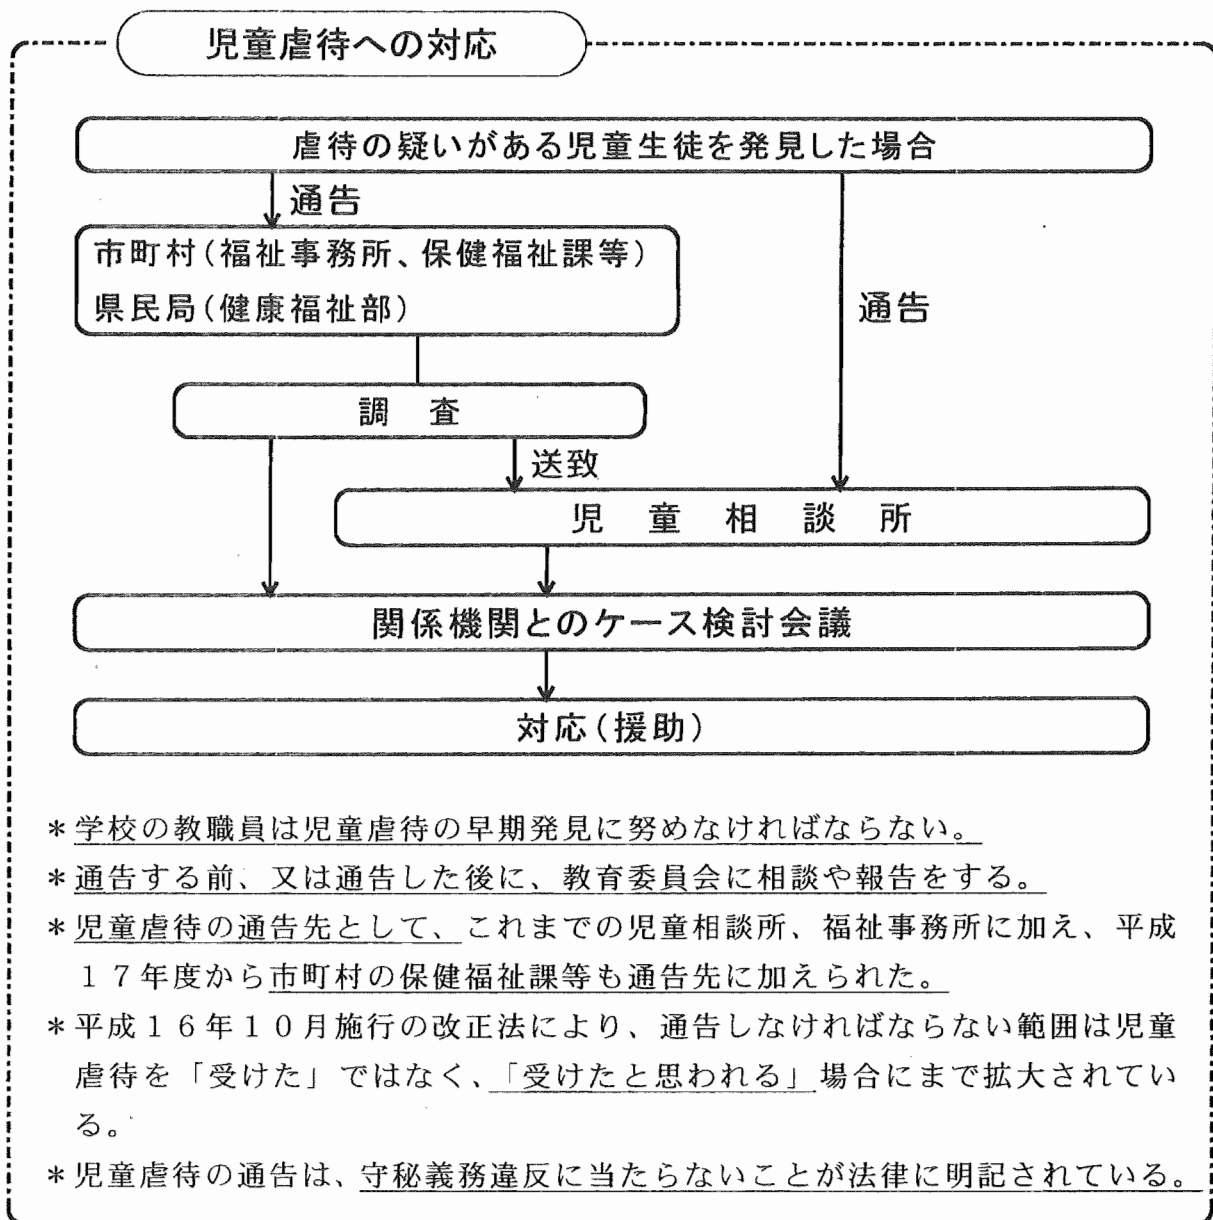 児童虐待への対応
虐待の疑いがある児童生徒を発見した場合
通告
市町村(福祉事務所、保健福祉課等)
県民局(健康福祉部)
通告
調 査
送致
児 童 相 談 所
関係機関とのケース検討会議
対応(援助)
*学校の教職員は児童虐待の早期発見に努めなければならない。
*通告する前、又は通告した後に、教育委員会に相談や報告をする。
*児童虐待の通告先として、これまでの児童相談所、福祉事務所に加え、平成
17年度から市町村の保健福祉課等も通告先に加えられた。
*平成16年10月施行の改正法により、通告しなければならない範囲は児童
虐待を「受けた」ではなく、「受けたと思われる」場合にまで拡大されてい
る。
*児童虐待の通告は、守秘義務違反に当たらないことが法律に明記されている。